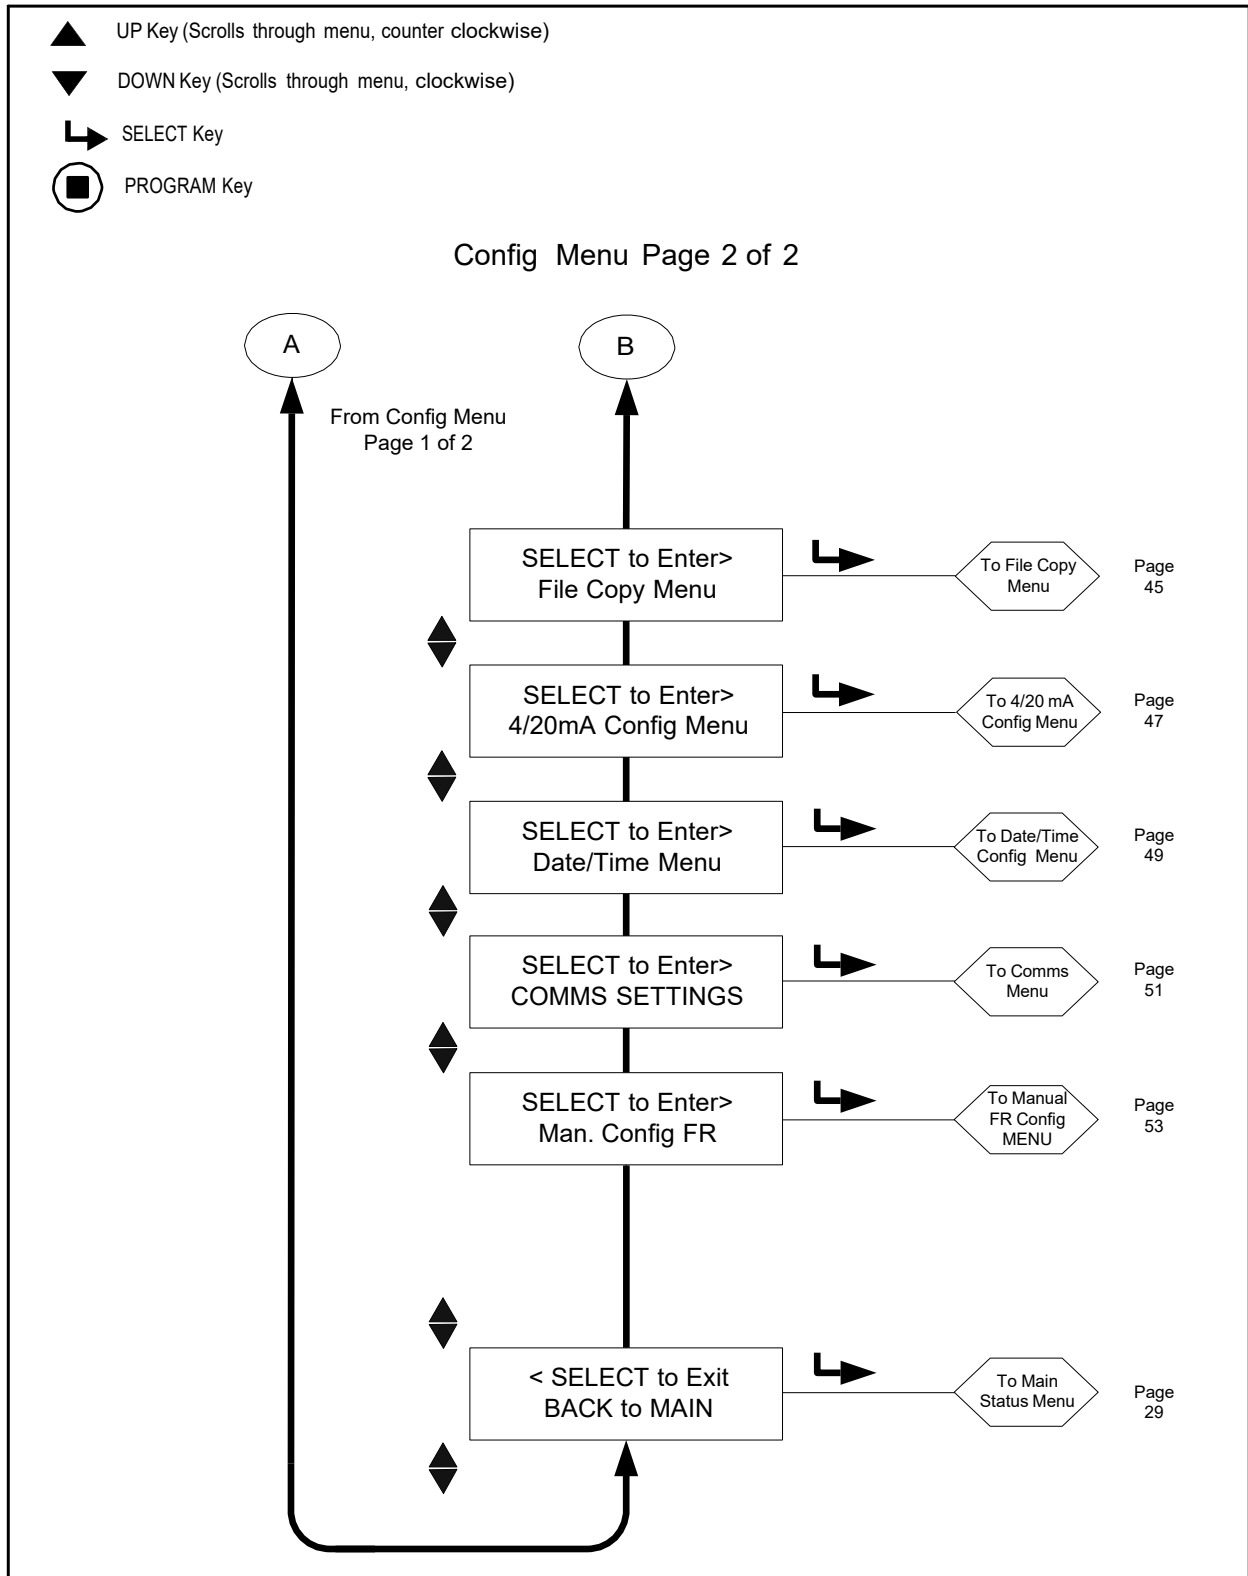 UP Key (Scrolls through menu, counter clockwise)
DOWN Key (Scrolls through menu, clockwise)
SELECT Key
PROGRAM Key
Config Menu Page 2 of 2
A
B
From Config Menu
Page 1 of 2
SELECT to Enter>
File Copy Menu
To File Copy
Menu
Page
45
SELECT to Enter>
4/20mA Config Menu
To 4/20 mA
Config Menu
Page
47
SELECT to Enter>
Date/Time Menu
To Date/Time
Config Menu
Page
49
SELECT to Enter>
COMMS SETTINGS
To Comms
Menu
Page
51
SELECT to Enter>
Man. Config FR
To Manual
FR Config
MENU
Page
53
< SELECT to Exit
BACK to MAIN
To Main
Status Menu
Page
29